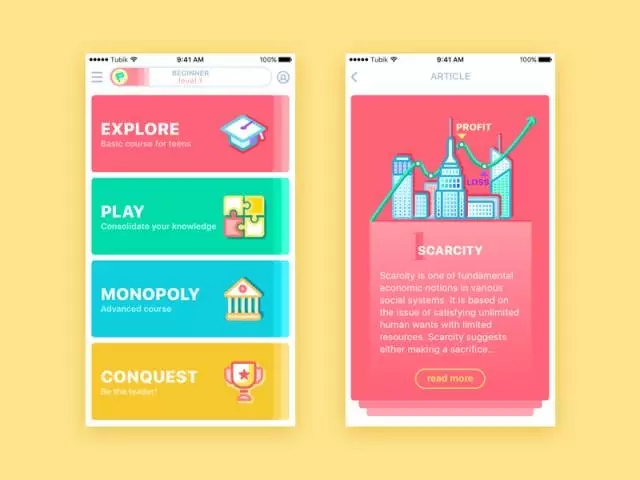 Tubik 9:41 AM 100%
P BEGINNER
level 1
EXPLORE
Basic course for teens
PLAY
Consolidate your knowledge
MONOPOLY
Advanced course
CONQUEST
Be the leader!
Tubik 9:41 AM 100%
ARTICLE
PROFIT
LOSS
SCARCITY
Scarcity is one of fundamental
economic notions in various
social systems. It is based on
the issue of satisfying unlimited
human wants with limited
resources. Scarcity suggests
either making a sacrifice...
read more